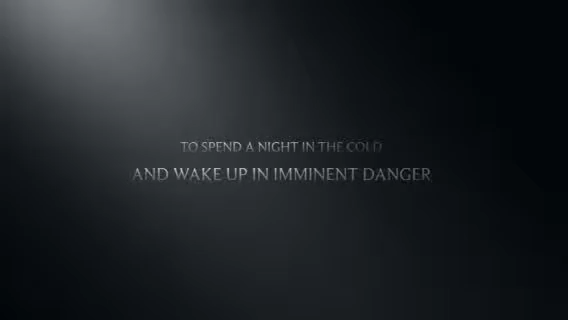 TO SPEND A NIGHT IN THE COLD
AND WAKE UP IN IMMINENT DANGER